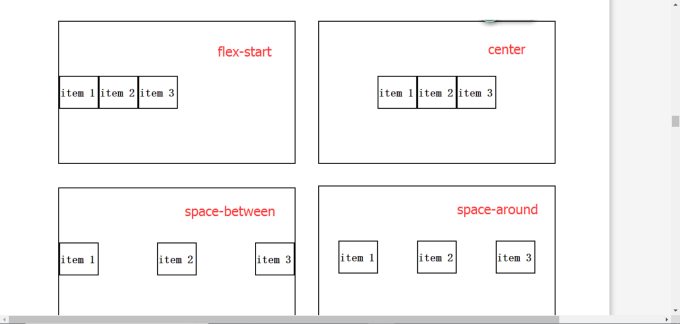 flex-start
item 1 item 2 item 3
center
item 1 item 2 item 3
space-between
item 1 item 2 item 3
space-around
item 1 item 2 item 3